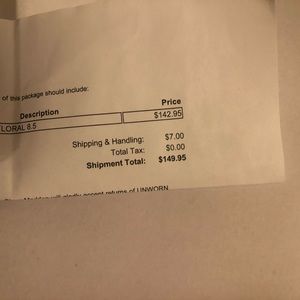 of this package should include:
Description Price
LORAL 8.5 $142.95
Shipping & Handling: $7.00
Total Tax: $0.00
Shipment Total: $149.95
will gladly accept returns of UNWORN